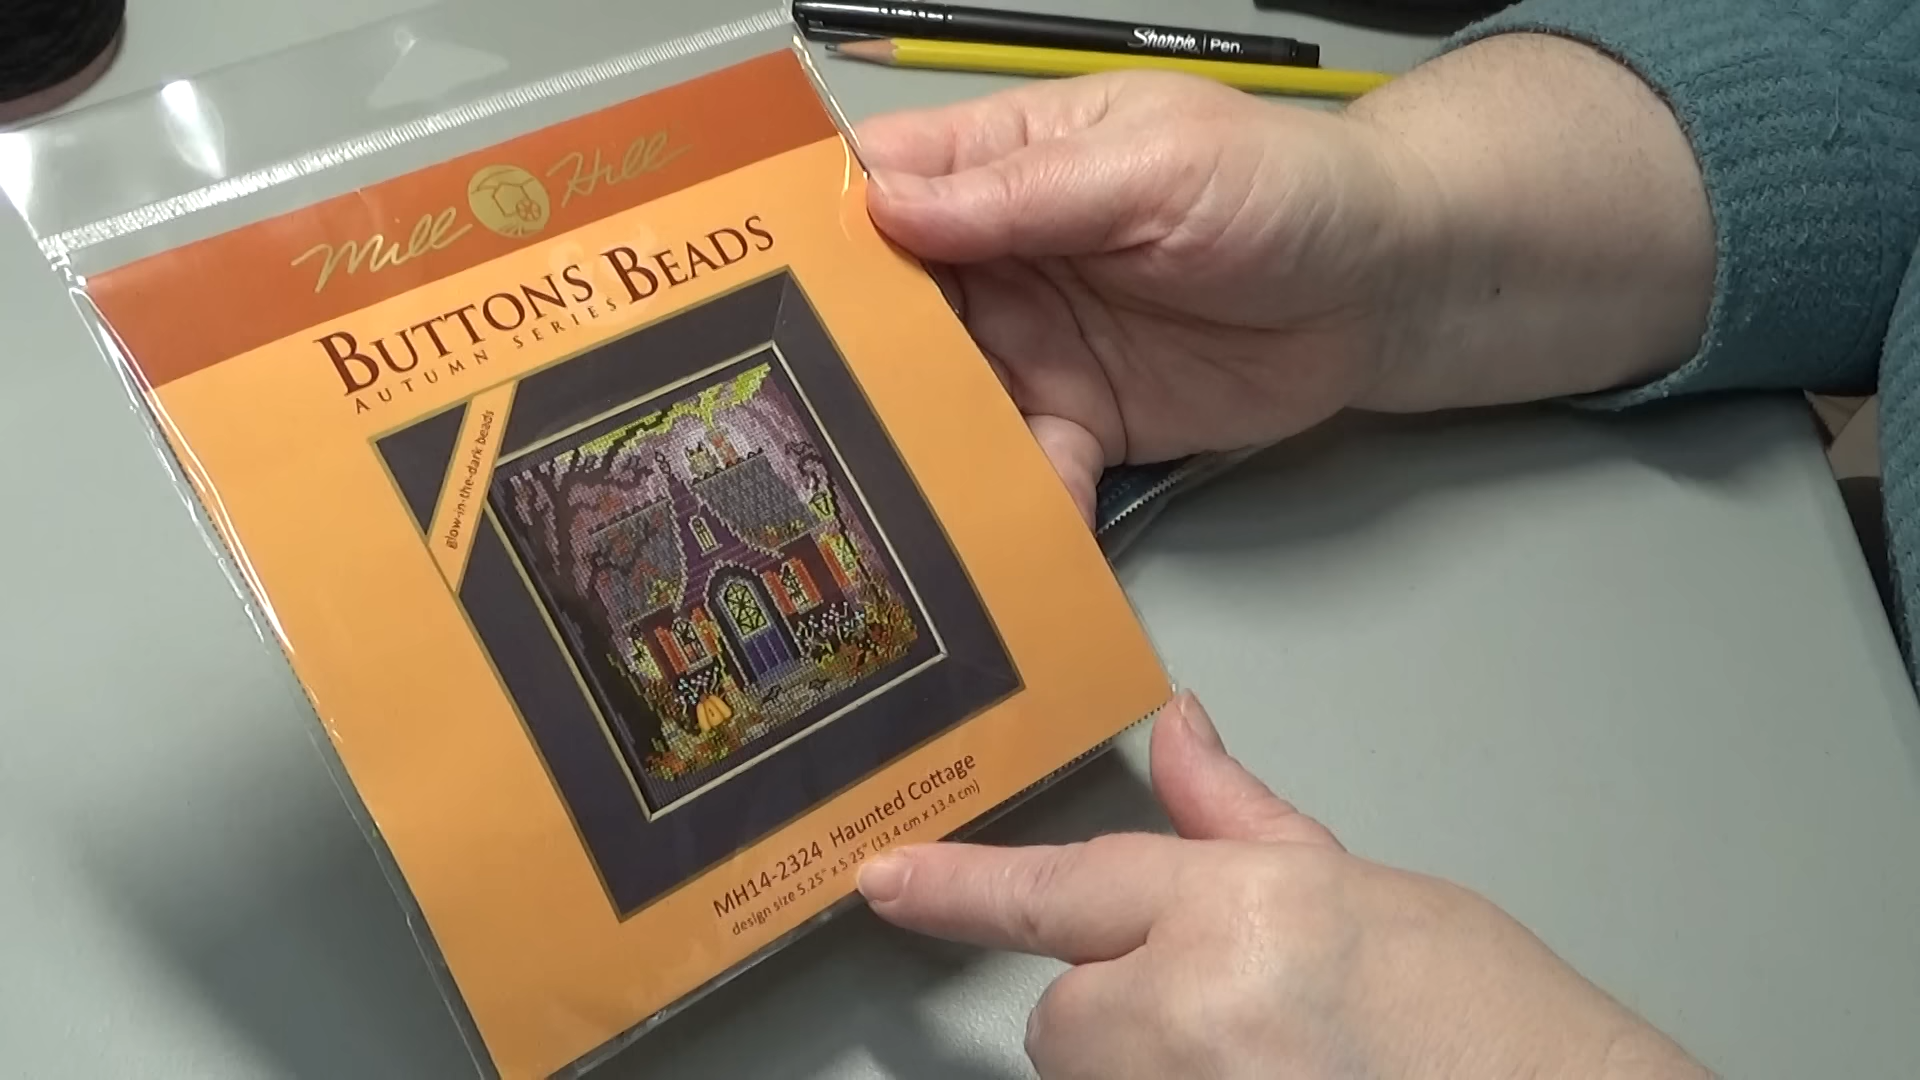 Sharpie | Pen.
Mill Hill
BUTTONS BEADS
AUTUMN SERIES
glow-in-the-dark beads
MH14-2324 Haunted Cottage
design size 5.25" x 5.25" (13.4 cm x 13.4 cm)